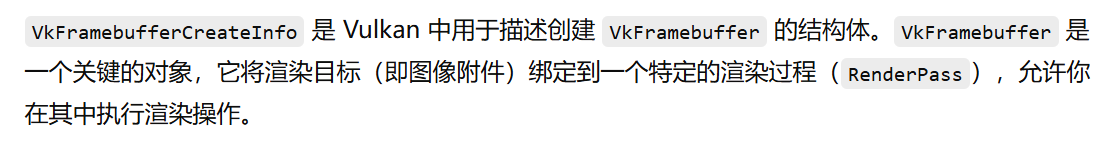 VkFramebufferCreateInfo 是 Vulkan 中用于描述创建 VkFramebuffer 的结构体。VkFramebuffer 是
一个关键的对象，它将渲染目标（即图像附件）绑定到一个特定的渲染过程（RenderPass），允许你
在其中执行渲染操作。